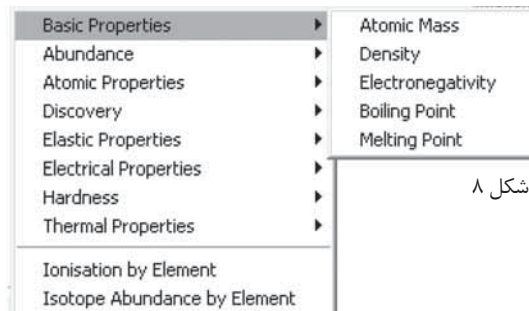 Basic Properties
Abundance
Atomic Properties
Discovery
Elastic Properties
Electrical Properties
Hardness
Thermal Properties
Ionisation by Element
Isotope Abundance by Element
Atomic Mass
Density
Electronegativity
Boiling Point
Melting Point
شکل ۸